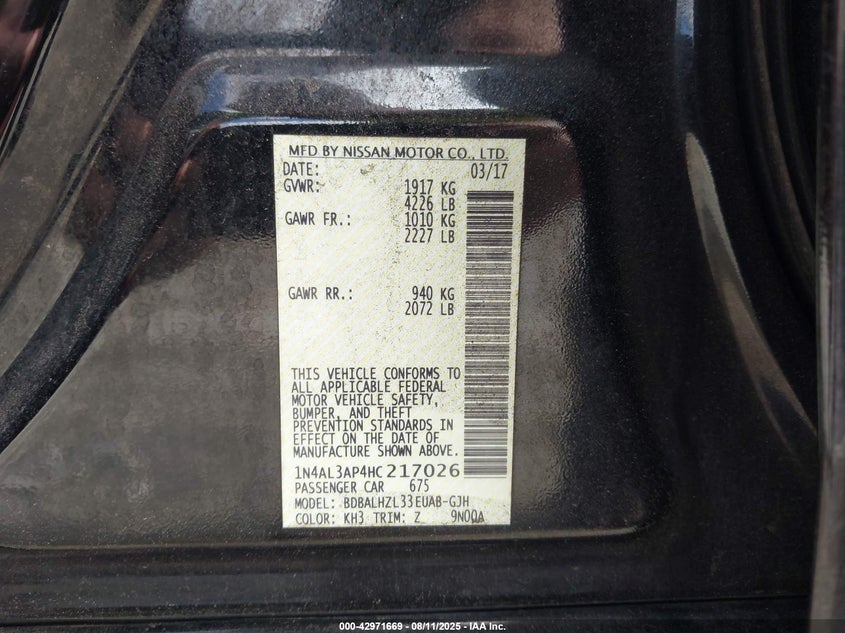 MFD BY NISSAN MOTOR CO., LTD.
DATE: 03/17
GVWR: 1917 KG
4226 LB
GAWR FR.: 1010 KG
2227 LB
GAWR RR.: 940 KG
2072 LB
THIS VEHICLE CONFORMS TO
ALL APPLICABLE FEDERAL
MOTOR VEHICLE SAFETY,
BUMPER, AND THEFT
PREVENTION STANDARDS IN
EFFECT ON THE DATE OF
MANUFACTURE SHOWN ABOVE.
1N4AL3AP4HC217026
PASSENGER CAR 675
MODEL: BDBALHZL33EUAB-GJH
COLOR: KH3 TRIM: Z 9N00A
000-42971669 - 08/11/2025 - IAA Inc.